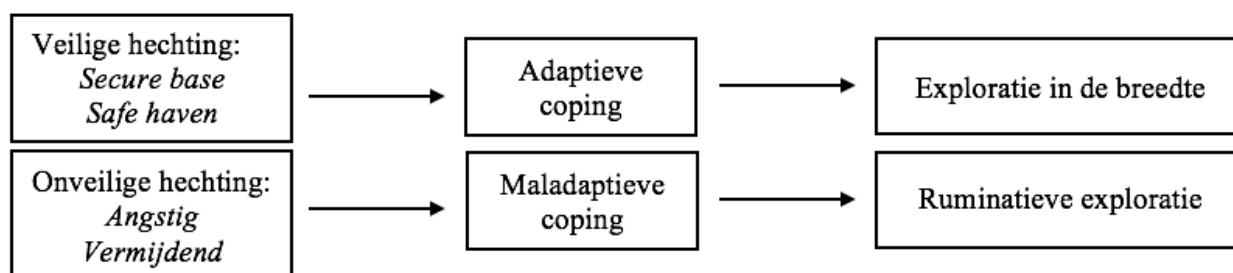 Veilige hechting:
Secure base
Safe haven
Adaptieve
coping
Exploratie in de breedte
Onveilige hechting:
Angstig
Vermijdend
Maladaptieve
coping
Ruminatieve exploratie